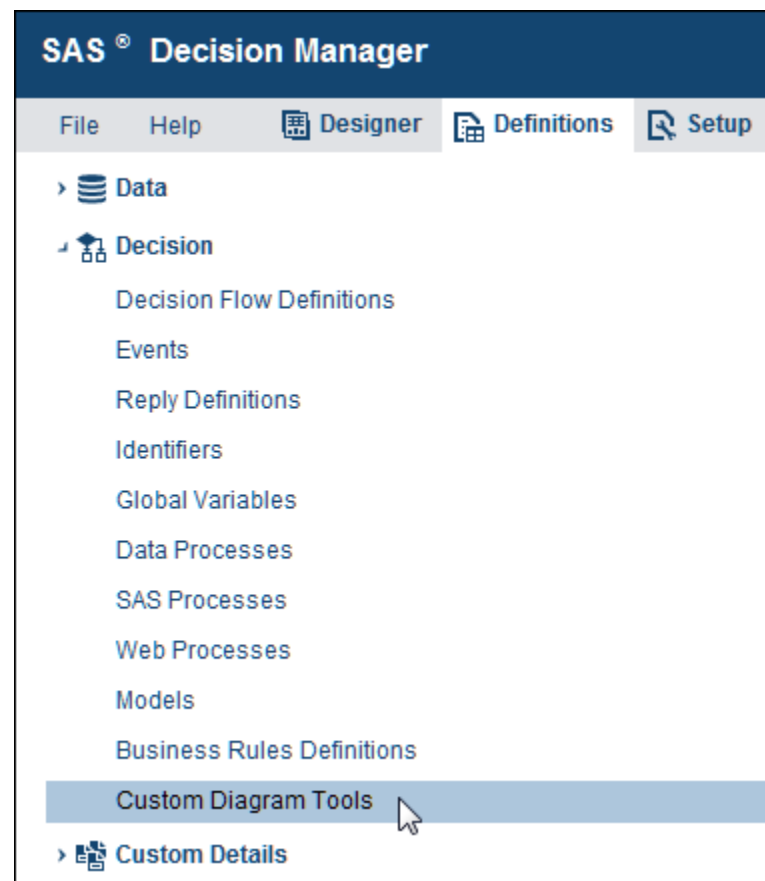 SAS ® Decision Manager
File Help Designer Definitions Setup
Data
Decision
Decision Flow Definitions
Events
Reply Definitions
Identifiers
Global Variables
Data Processes
SAS Processes
Web Processes
Models
Business Rules Definitions
Custom Diagram Tools
Custom Details